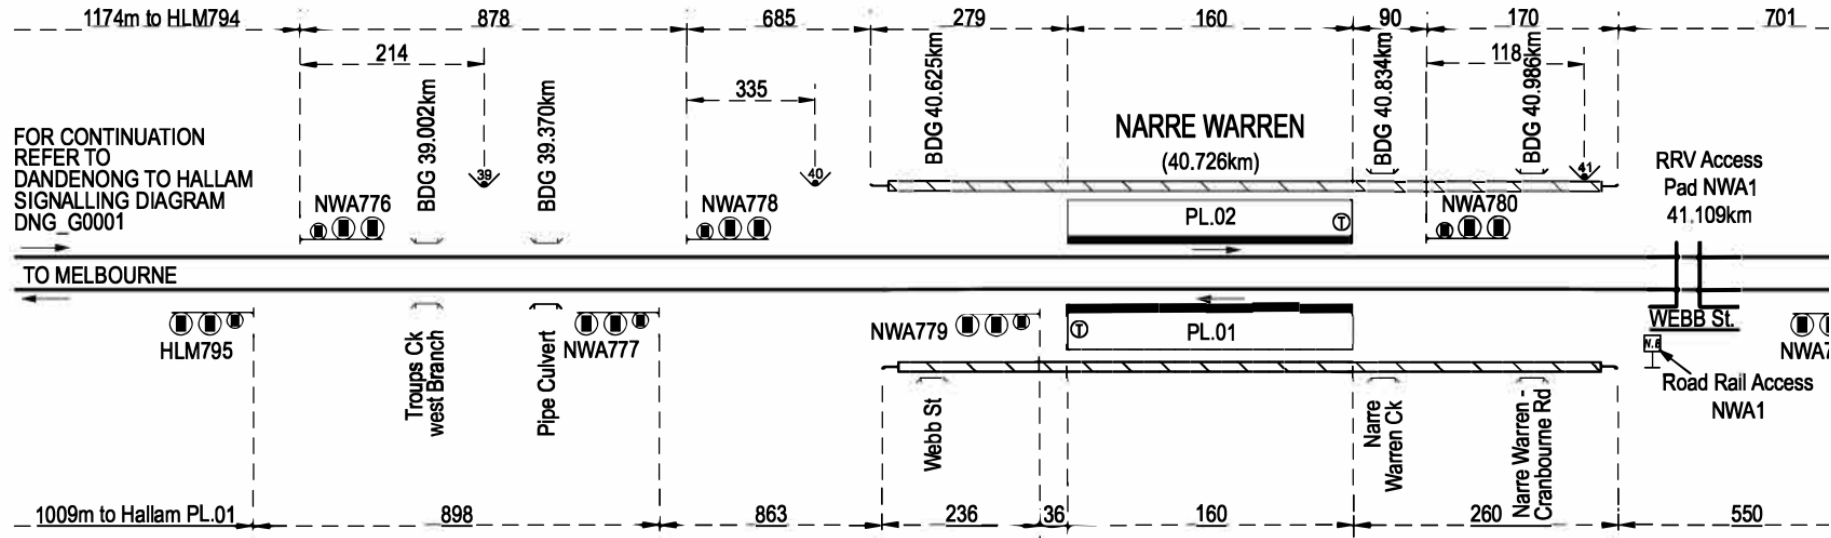 1174m to HLM794
878
685
279
160
90
170
701
214
335
118
BDG 39.002km
BDG 39.370km
BDG 40.625km
BDG 40.834km
BDG 40.986km
NARRE WARREN
(40.726km)
FOR CONTINUATION
REFER TO
DANDENONG TO HALLAM
SIGNALLING DIAGRAM
DNG_G0001
39
40
41
RRV Access
Pad NWA1
41.109km
NWA776
NWA778
NWA780
PL.02
T
TO MELBOURNE
HLM795
NWA777
NWA779
T
PL.01
WEBB St.
N.B
NWA7
Road Rail Access
NWA1
Troups Ck
west Branch
Pipe Culvert
Webb St
Narre
Warren Ck
Narre Warren -
Cranbourne Rd
1009m to Hallam PL.01
898
863
236
36
160
260
550